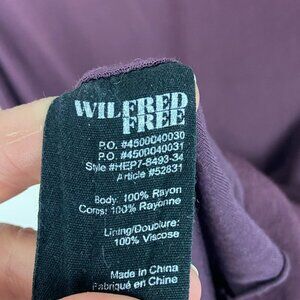 WILFRED
FREE
P.O. #4500040030
P.O. #4500040031
Style #HEP7-8493-34
Article #52831
Body: 100% Rayon
Corps: 100% Rayonne
Lining/Doublure:
100% Viscose
Made in China
Fabriqué en Chine